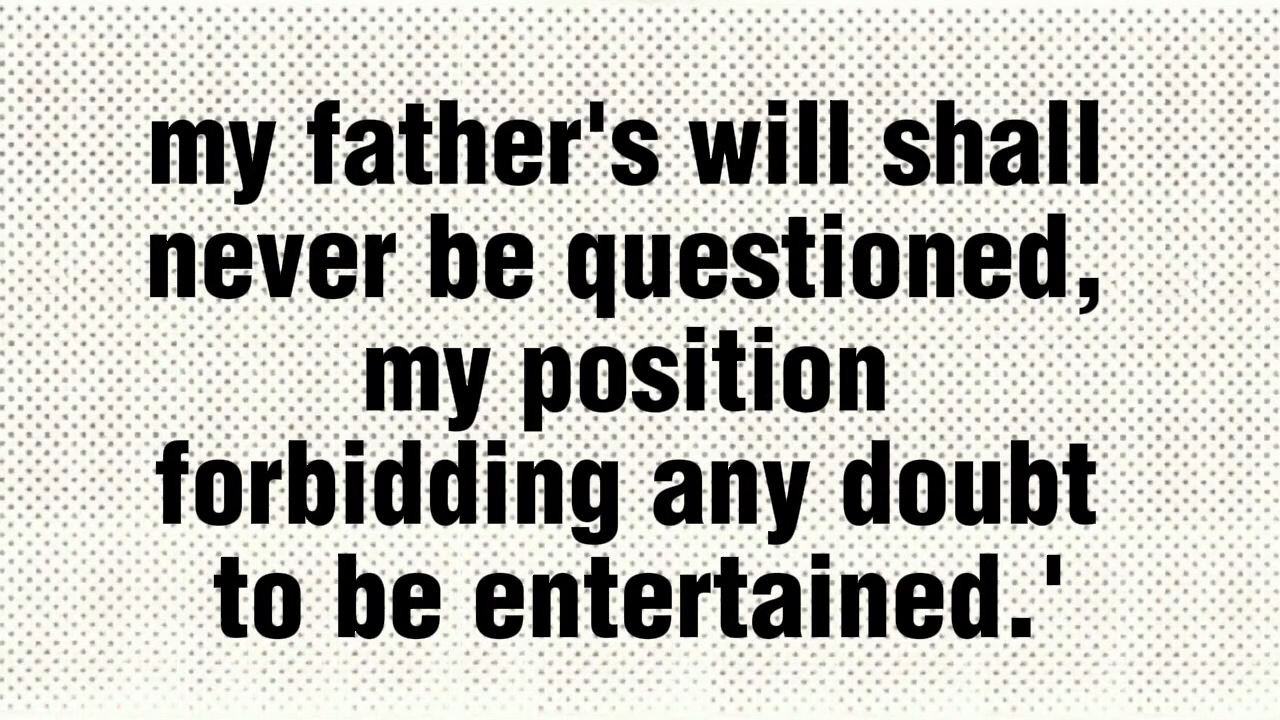 my father's will shall
never be questioned,
my position
forbidding any doubt
to be entertained.'